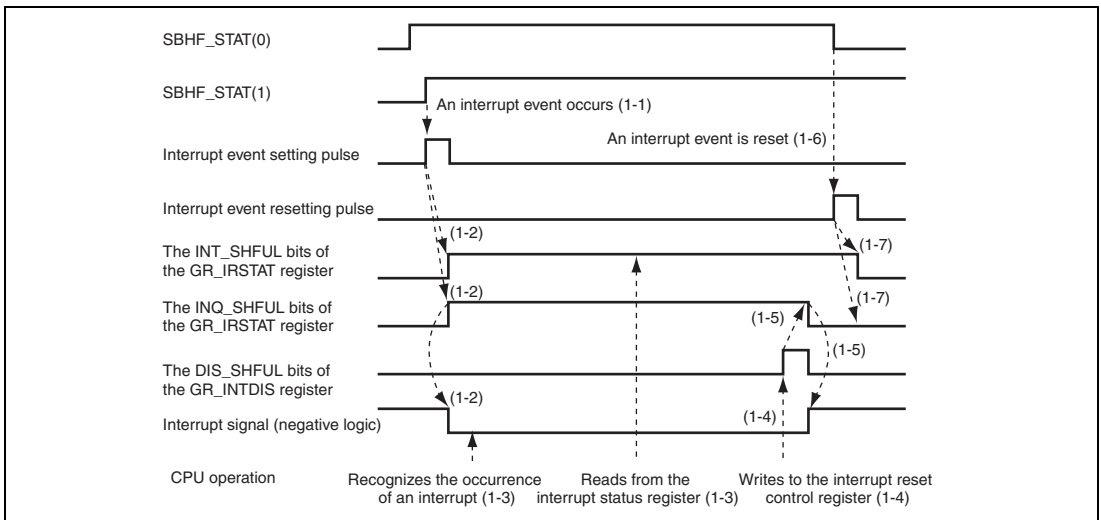 SBHF_STAT(0)
SBHF_STAT(1)
An interrupt event occurs (1-1)
An interrupt event is reset (1-6)
Interrupt event setting pulse
Interrupt event resetting pulse
(1-2)
(1-7)
The INT_SHFUL bits of
the GR_IRSTAT register
(1-2)
(1-7)
The INQ_SHFUL bits of
the GR_IRSTAT register
(1-5)
(1-5)
The DIS_SHFUL bits of
the GR_INTDIS register
(1-2)
(1-4)
Interrupt signal (negative logic)
CPU operation
Recognizes the occurrence
of an interrupt (1-3)
Reads from the
interrupt status register (1-3)
Writes to the interrupt reset
control register (1-4)